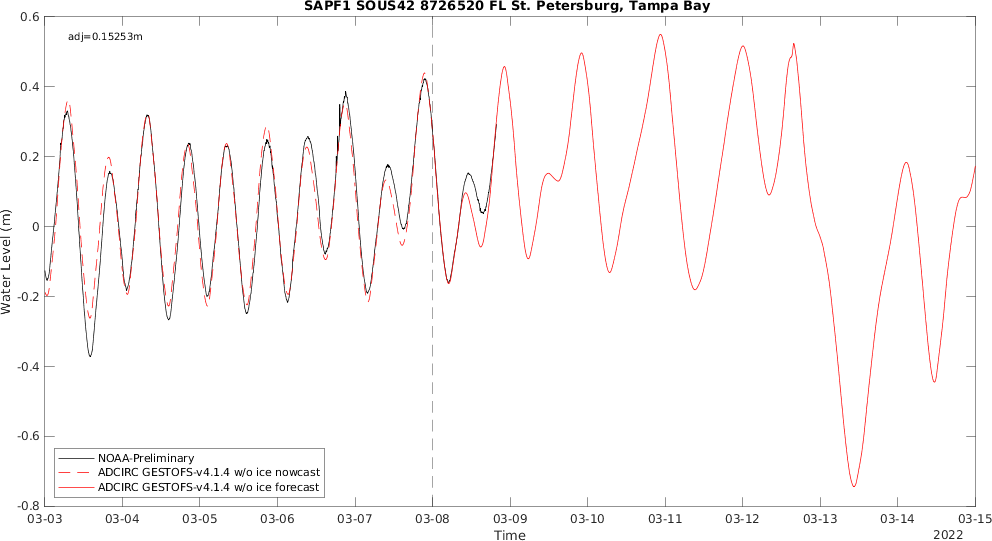 SAPF1 SOUS42 8726520 FL St. Petersburg, Tampa Bay
adj=0.15253m
0.6
0.4
0.2
0
-0.2
-0.4
-0.6
-0.8
Water Level (m)
NOAA-Preliminary
ADCIRC GESTOFS-v4.1.4 w/o ice nowcast
ADCIRC GESTOFS-v4.1.4 w/o ice forecast
03-03 03-04 03-05 03-06 03-07 03-08 03-09 03-10 03-11 03-12 03-13 03-14 03-15
Time
2022